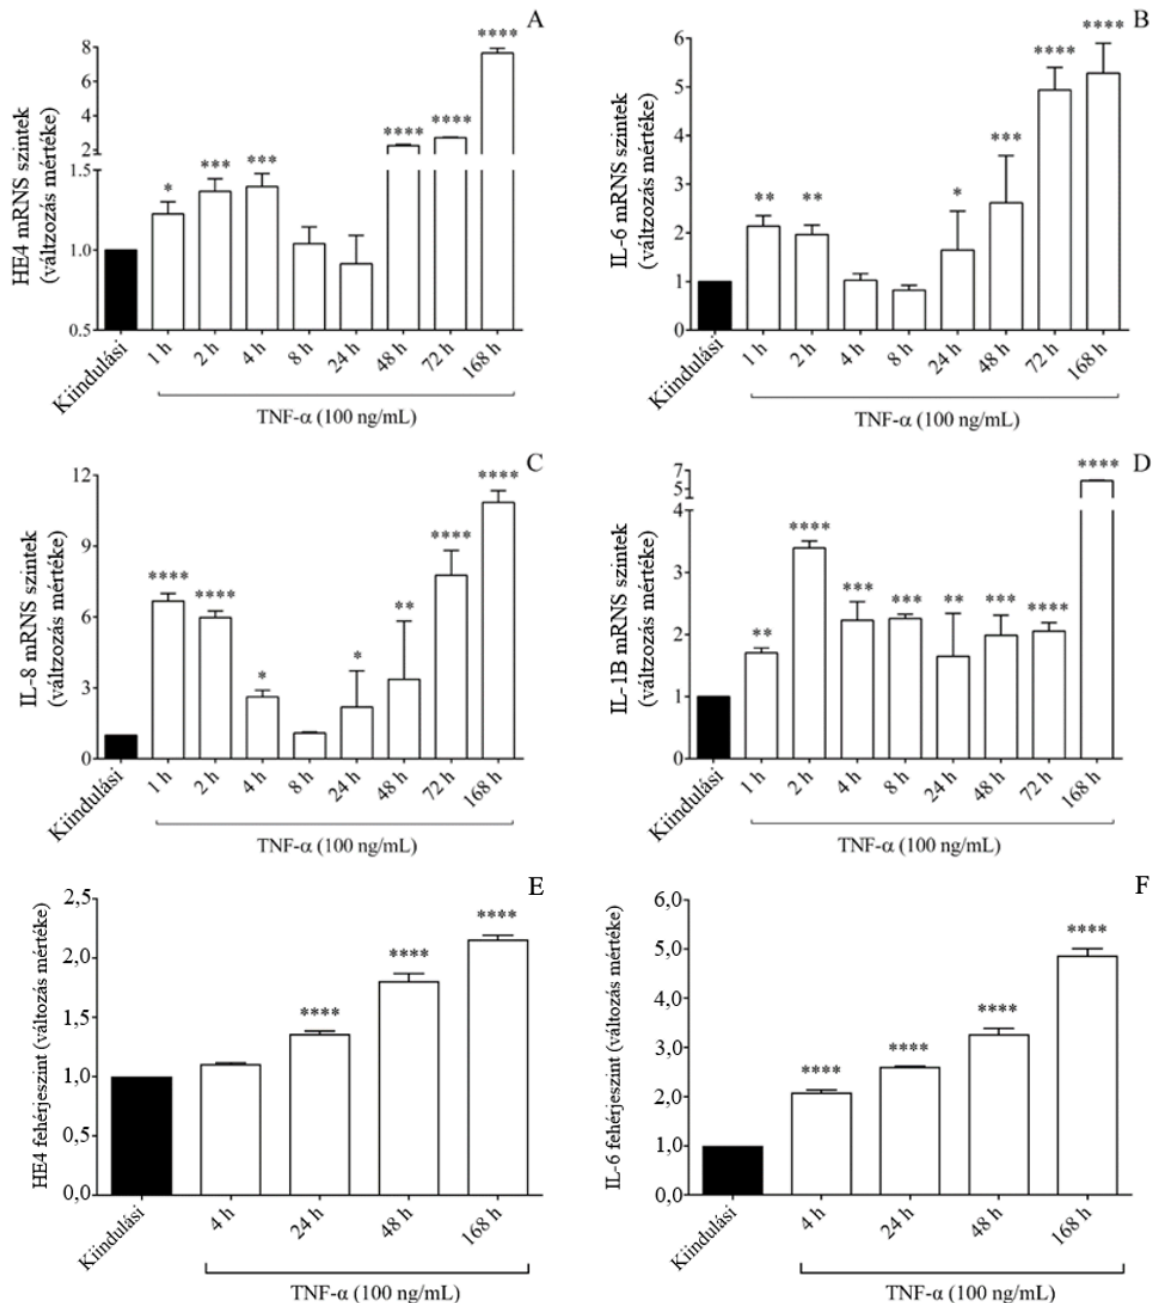 A
HE4 mRNS szintek
(váltzozás mértéke)
8
6
4
2
1.5
1.0
0.5
*
***
***
****
****
****
Kiindulási
1 h
2 h
4 h
8 h
24 h
48 h
72 h
168 h
TNF-α (100 ng/mL)
B
IL-6 mRNS szintek
(váltzozás mértéke)
6
5
4
3
2
1
0
**
**
*
***
****
****
Kiindulási
1 h
2 h
4 h
8 h
24 h
48 h
72 h
168 h
TNF-α (100 ng/mL)
C
IL-8 mRNS szintek
(váltzozás mértéke)
12
9
6
3
0
****
****
*
*
**
****
****
Kiindulási
1 h
2 h
4 h
8 h
24 h
48 h
72 h
168 h
TNF-α (100 ng/mL)
D
IL-1B mRNS szintek
(váltzozás mértéke)
7
5
4
3
2
1
0
**
****
***
***
**
***
****
****
Kiindulási
1 h
2 h
4 h
8 h
24 h
48 h
72 h
168 h
TNF-α (100 ng/mL)
E
HE4 fehérjeszint (változás mértéke)
2,5
2,0
1,5
1,0
0,5
0,0
****
****
****
Kiindulási
4 h
24 h
48 h
168 h
TNF-α (100 ng/mL)
F
IL-6 fehérjeszint (változás mértéke)
6,0
5,0
4,0
3,0
2,0
1,0
0,0
****
****
****
****
Kiindulási
4 h
24 h
48 h
168 h
TNF-α (100 ng/mL)